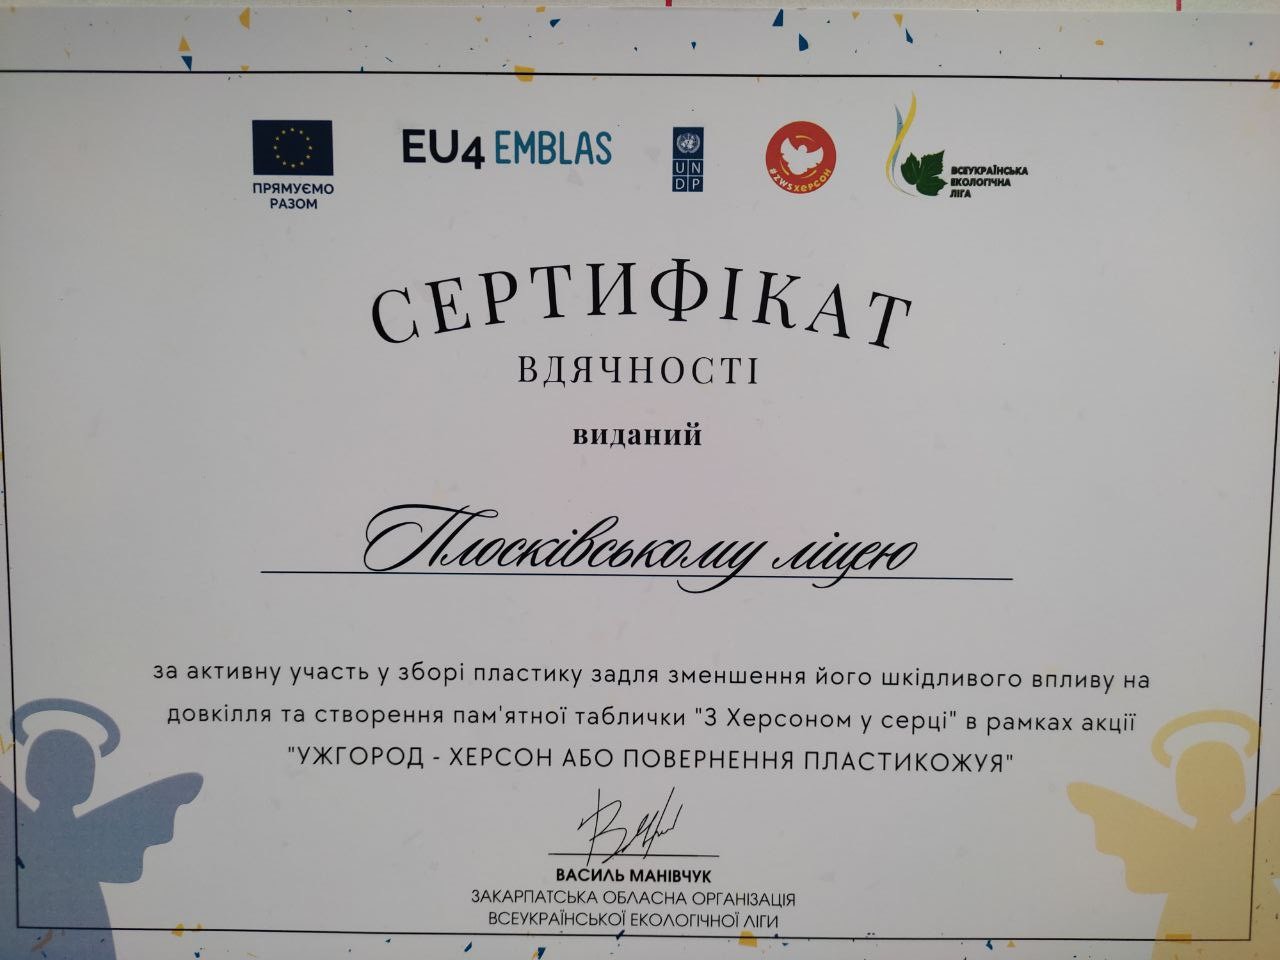 ПРЯМУЄМО
РАЗОМ
EU4 EMBLAS
U N
D P
#ZWSХЕРСОН
ВСЕУКРАЇНСЬКА
ЕКОЛОГІЧНА
ЛІГА
СЕРТИФІКАТ
ВДЯЧНОСТІ
виданий
Плосківському ліцею
за активну участь у зборі пластику задля зменшення його шкідливого впливу на
довкілля та створення пам'ятної таблички "З Херсоном у серці" в рамках акції
"УЖГОРОД - ХЕРСОН АБО ПОВЕРНЕННЯ ПЛАСТИКОЖУЯ"
ВАСИЛЬ МАНІВЧУК
ЗАКАРПАТСЬКА ОБЛАСНА ОРГАНІЗАЦІЯ
ВСЕУКРАЇНСЬКОЇ ЕКОЛОГІЧНОЇ ЛІГИ